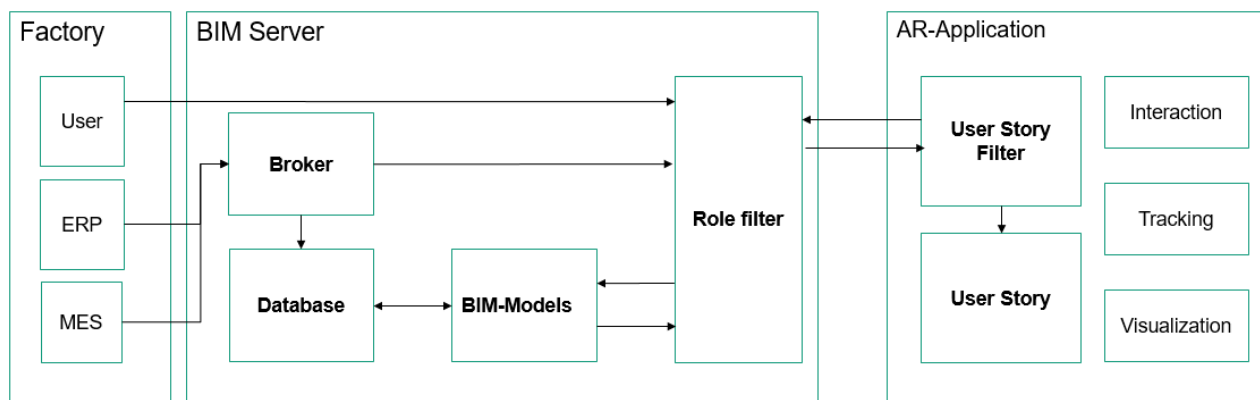 Factory
User
ERP
MES
BIM Server
Broker
Database
BIM-Models
Role filter
AR-Application
User Story
Filter
User Story
Interaction
Tracking
Visualization